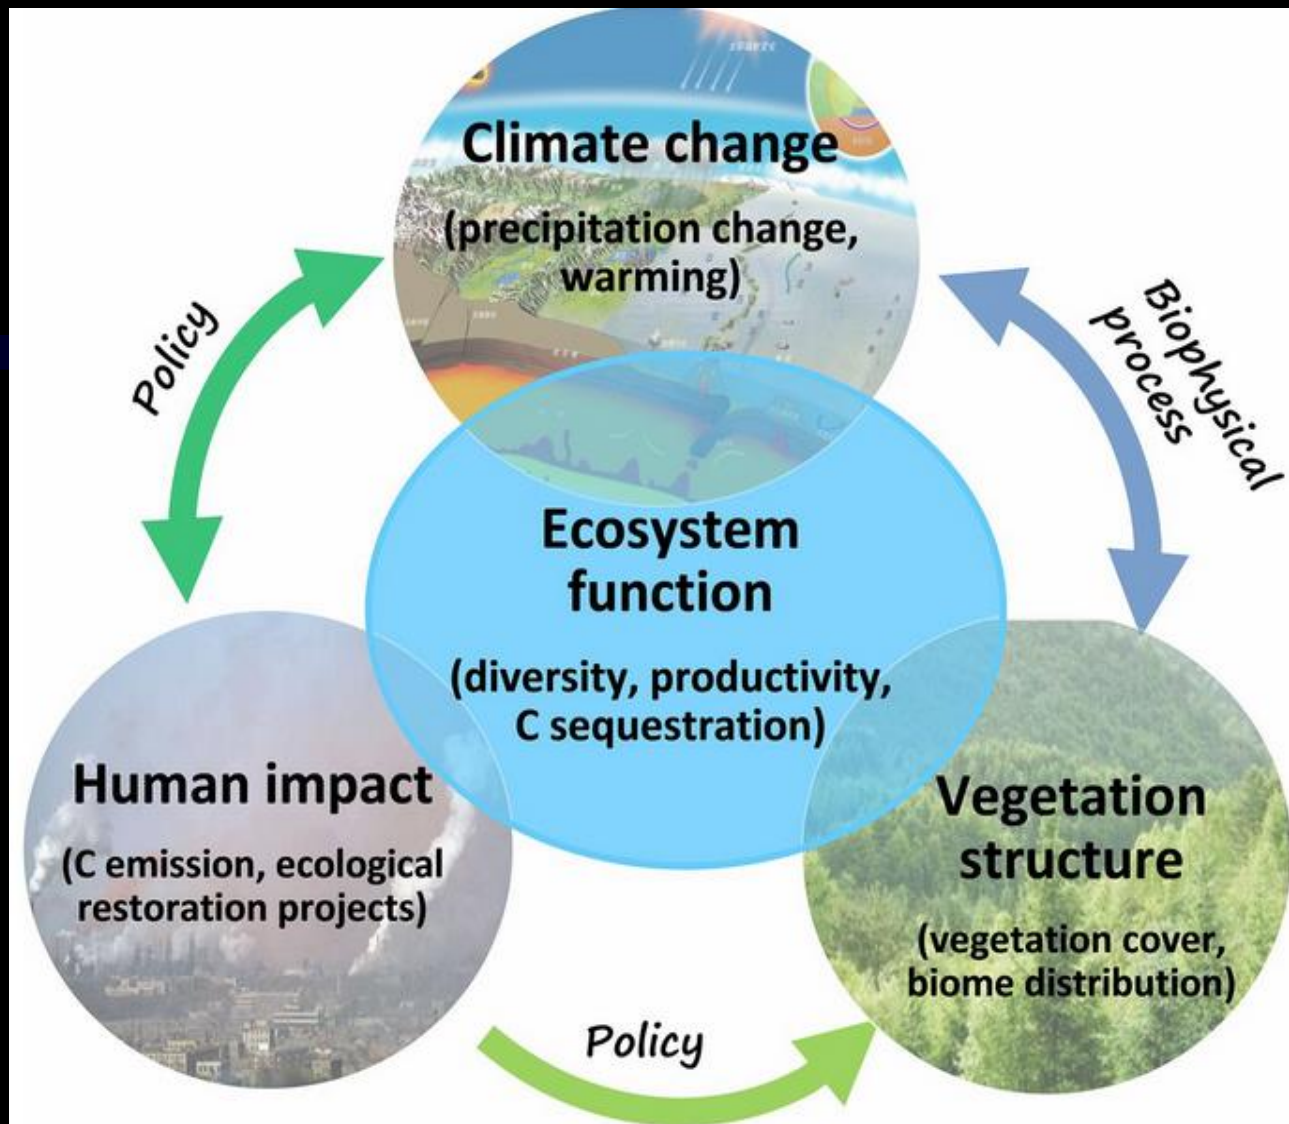 Climate change
(precipitation change,
warming)
Policy
Biophysical
process
Ecosystem
function
(diversity, productivity,
C sequestration)
Human impact
(C emission, ecological
restoration projects)
Vegetation
structure
(vegetation cover,
biome distribution)
Policy